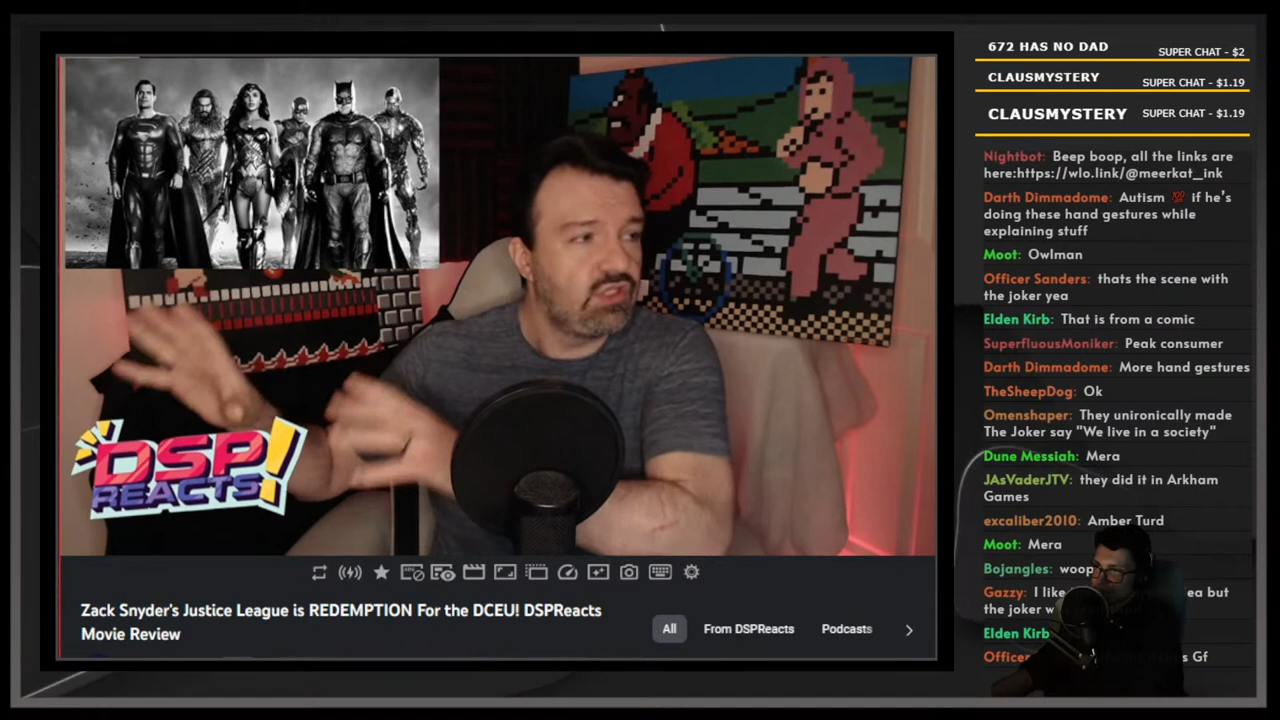 672 HAS NO DAD SUPER CHAT - $2
CLAUSMYSTERY SUPER CHAT - $1.19
CLAUSMYSTERY SUPER CHAT - $1.19
Nightbot: Beep boop, all the links are
here:https://wlo.link/@meerkat_ink
Darth Dimmadome: Autism 💯 if he's
doing these hand gestures while
explaining stuff
Moot: Owlman
Officer Sanders: thats the scene with
the joker yea
Elden Kirb: That is from a comic
SuperfluousMoniker: Peak consumer
Darth Dimmadome: More hand gestures
TheSheepDog: Ok
Omenshaper: They unironically made
The Joker say "We live in a society"
Dune Messiah: Mera
JAsVaderJTV: they did it in Arkham
Games
excaliber2010: Amber Turd
Moot: Mera
Bojangles: woop
Gazzy: I like ea but
the joker w
Elden Kirb
Officer s Gf
DSP
REACTS!
Zack Snyder's Justice League is REDEMPTION For the DCEU! DSPReacts
Movie Review
All From DSPReacts Podcasts